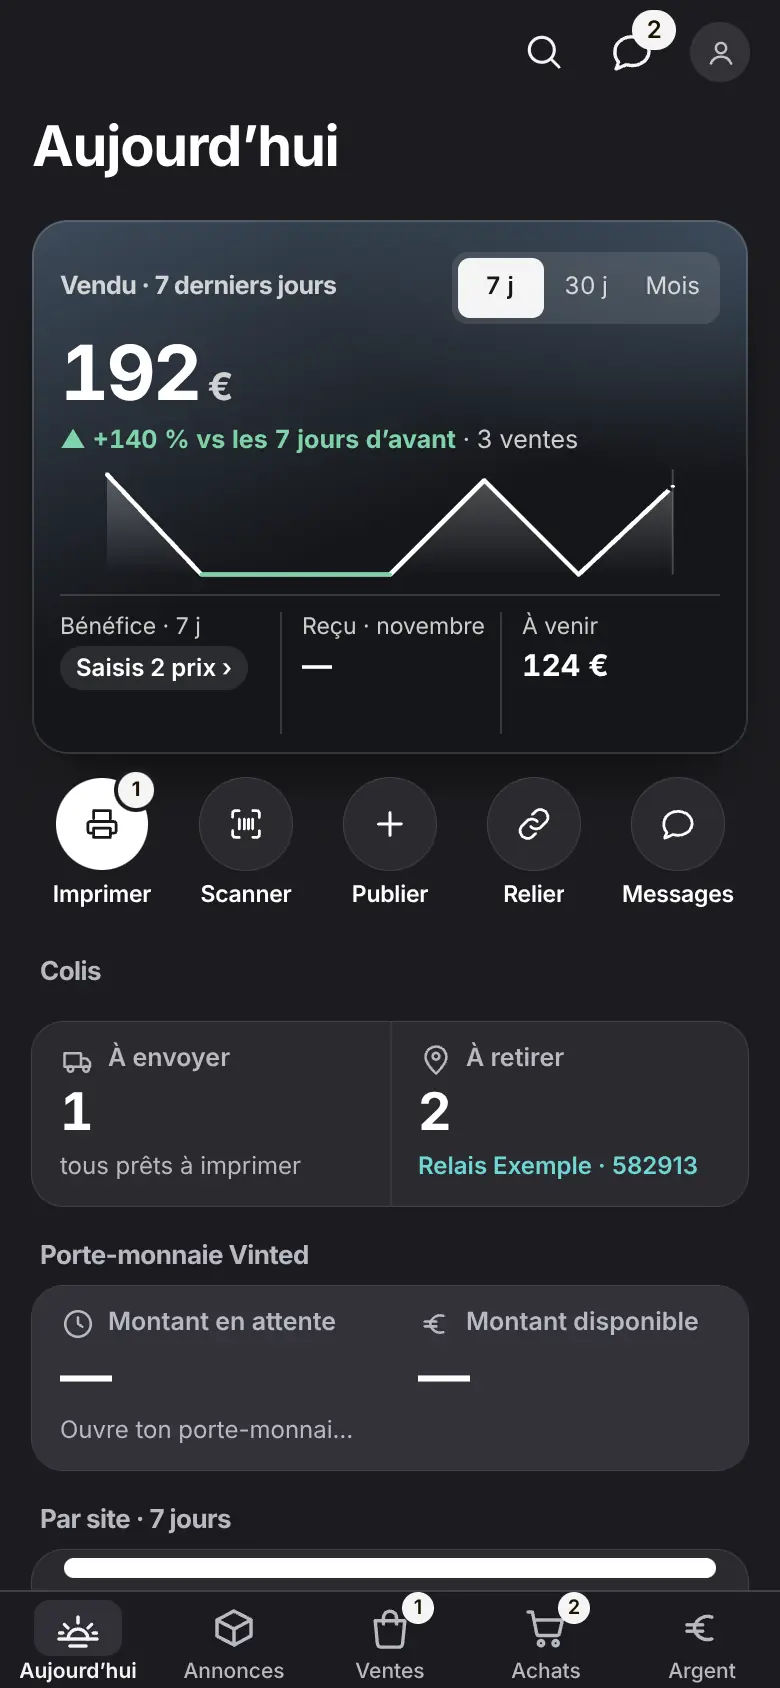 2
Aujourd’hui
Vendu · 7 derniers jours
7 j
30 j
Mois
192 €
▲ +140 % vs les 7 jours d’avant · 3 ventes
Bénéfice · 7 j
Reçu · novembre
À venir
Saisis 2 prix ›
—
124 €
1
Imprimer
Scanner
Publier
Relier
Messages
Colis
À envoyer
À retirer
1
2
tous prêts à imprimer
Relais Exemple · 582913
Porte-monnaie Vinted
Montant en attente
€ Montant disponible
—
—
Ouvre ton porte-monnai...
Par site · 7 jours
1
2
€
Aujourd’hui
Annonces
Ventes
Achats
Argent